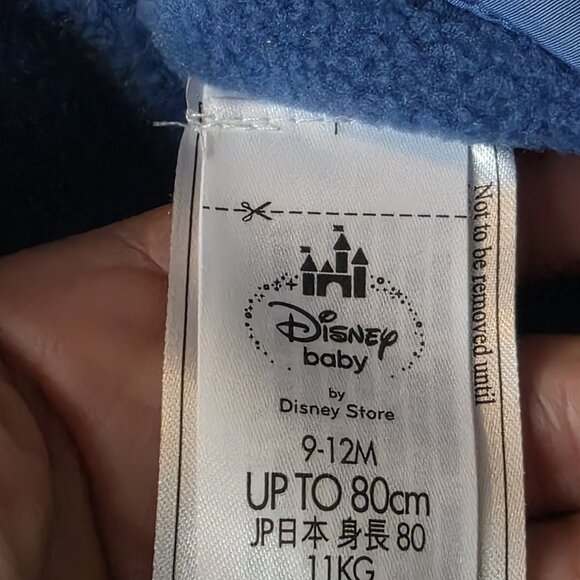 Disney
baby
by
Disney Store
9-12M
UP TO 80cm
JP日本 身長 80
11KG
Not to be removed until